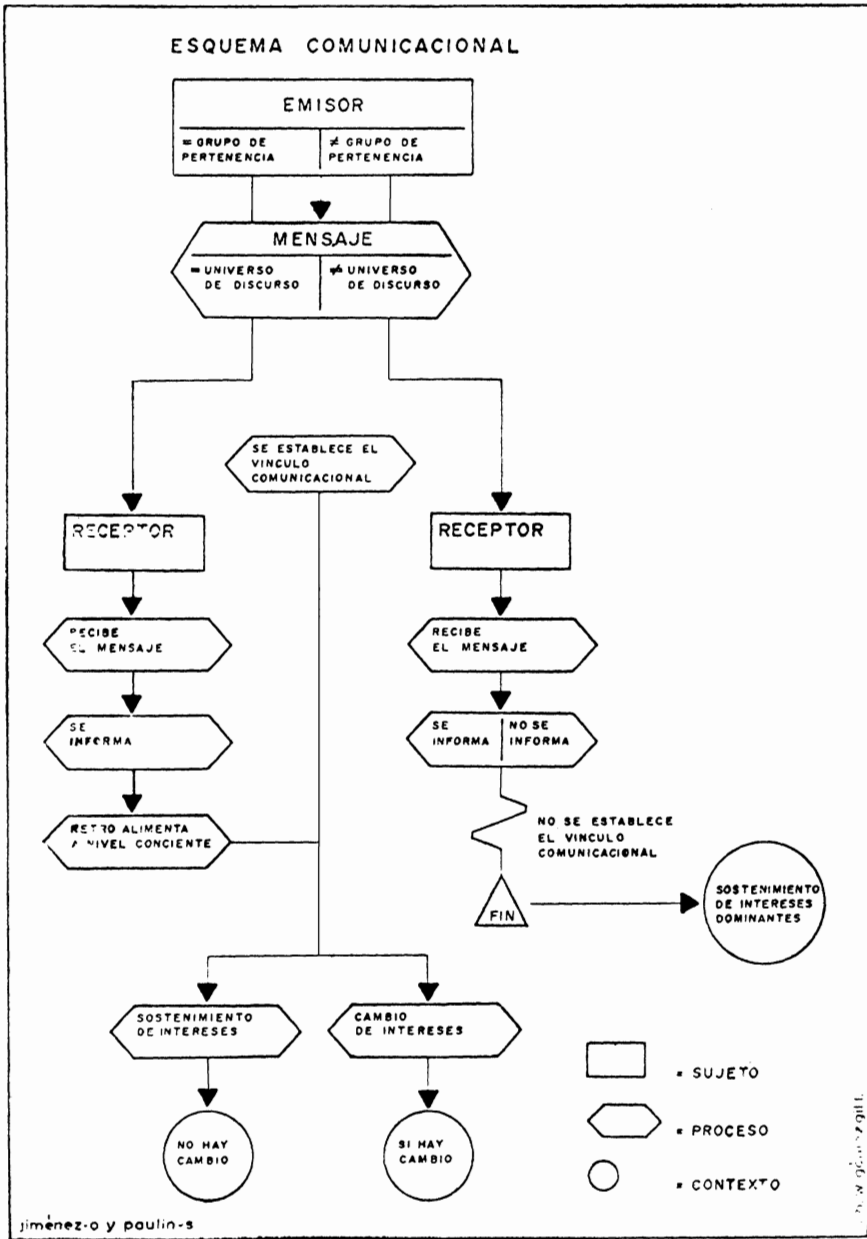 ESQUEMA COMUNICACIONAL
EMISOR
= GRUPO DE
PERTENENCIA
≠ GRUPO DE
PERTENENCIA
MENSAJE
= UNIVERSO
DE DISCURSO
≠ UNIVERSO
DE DISCURSO
SE ESTABLECE EL
VINCULO
COMUNICACIONAL
RECEPTOR
RECEPTOR
RECIBE
EL MENSAJE
RECIBE
EL MENSAJE
SE
INFORMA
SE
INFORMA
NO SE
INFORMA
RETRO ALIMENTA
A NIVEL CONCIENTE
NO SE ESTABLECE
EL VINCULO
COMUNICACIONAL
FIN
SOSTENIMIENTO
DE INTERESES
DOMINANTES
SOSTENIMIENTO
DE INTERESES
CAMBIO
DE INTERESES
NO HAY
CAMBIO
SI HAY
CAMBIO
= SUJETO
= PROCESO
= CONTEXTO
jiménez-o y paulin-s